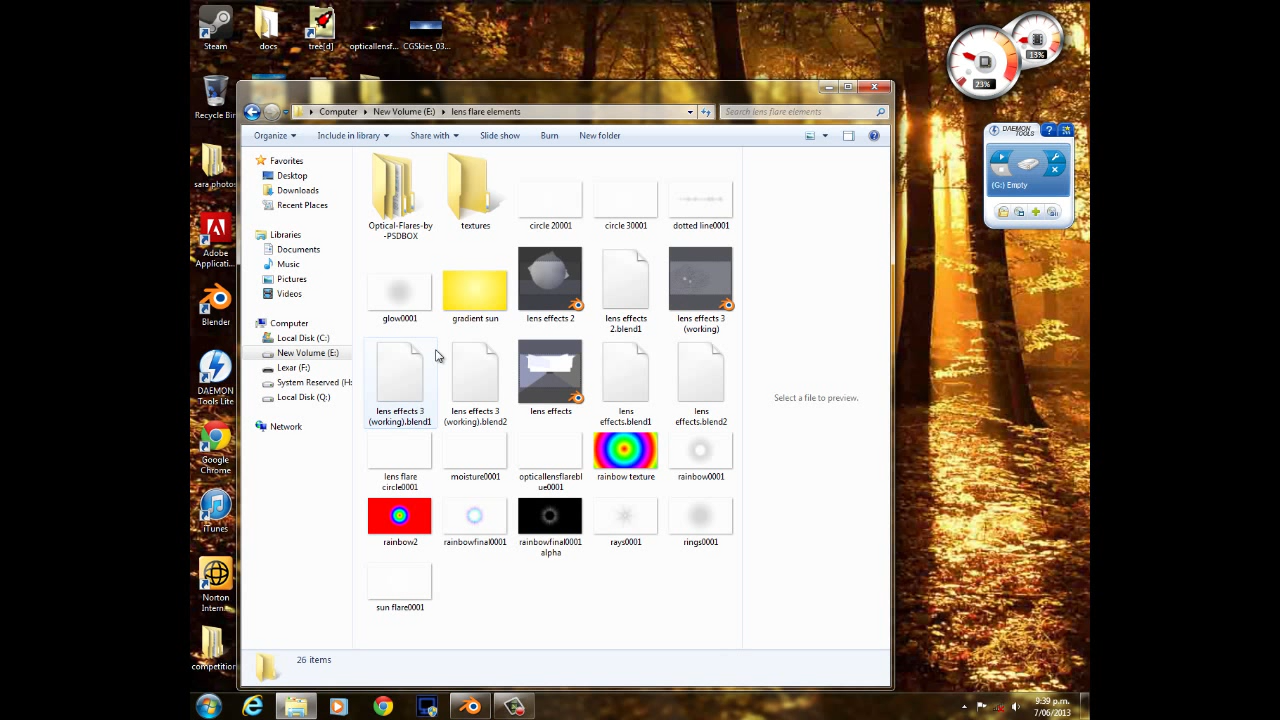 Steam
docs
tree[d]
opticallensf...
CGSkies_03...
23%
13%
Recycle Bin
sara photos
Adobe
Applicati...
Blender
DAEMON
Tools Lite
Google
Chrome
iTunes
Norton
Intern...
competition
Computer
New Volume (E:)
lens flare elements
Search lens flare elements
Organize
Include in library
Share with
Slide show
Burn
New folder
Favorites
Desktop
Downloads
Recent Places
Libraries
Documents
Music
Pictures
Videos
Computer
Local Disk (C:)
New Volume (E:)
Lexar (F:)
System Reserved (H:
Local Disk (Q:)
Network
Optical-Flares-by
-PSDBOX
textures
circle 20001
circle 30001
dotted line0001
glow0001
gradient sun
lens effects 2
lens effects
2.blend1
lens effects 3
(working)
lens effects 3
(working).blend1
lens effects 3
(working).blend2
lens effects
lens
effects.blend1
lens
effects.blend2
lens flare
circle0001
moisture0001
opticallensflarebl
ue0001
rainbow texture
rainbow0001
rainbow2
rainbowfinal0001
rainbowfinal0001
alpha
rays0001
rings0001
sun flare0001
Select a file to preview.
26 items
DAEMON
TOOLS
(G:) Empty
9:39 p.m.
7/06/2013